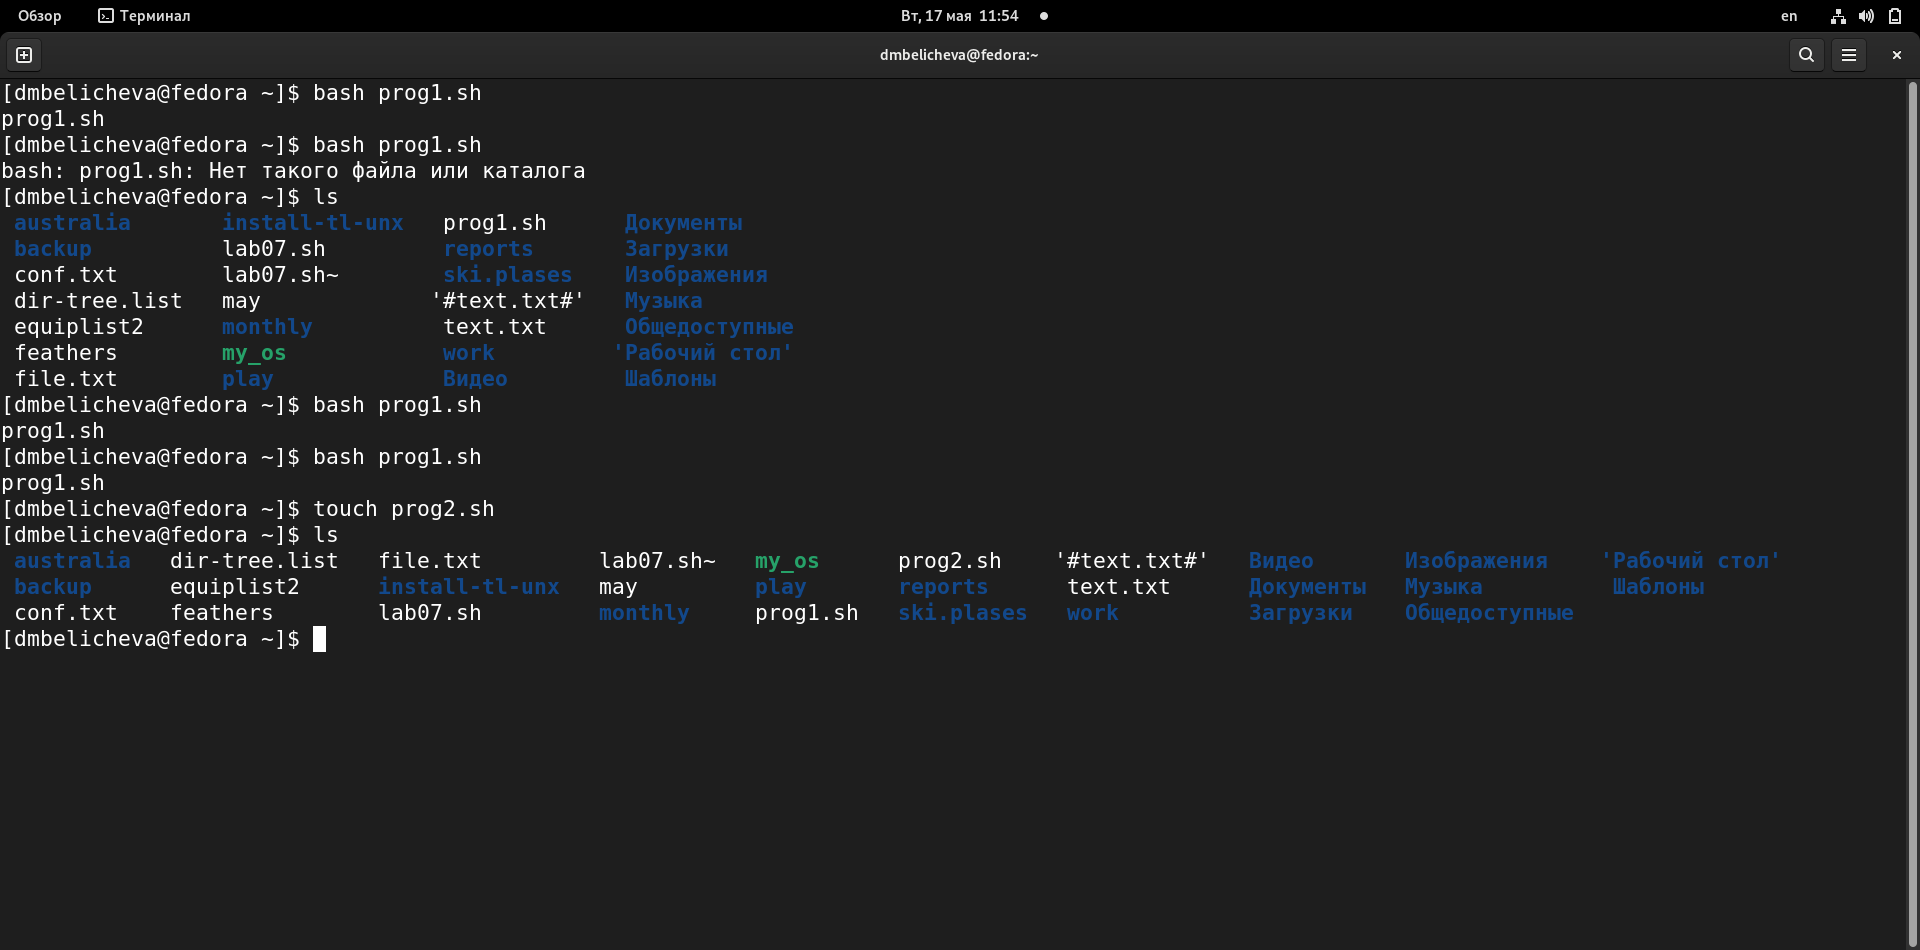 Обзор Терминал Вт, 17 мая 11:54 en
dmbelicheva@fedora:~
[dmbelicheva@fedora ~]$ bash prog1.sh
prog1.sh
[dmbelicheva@fedora ~]$ bash prog1.sh
bash: prog1.sh: Нет такого файла или каталога
[dmbelicheva@fedora ~]$ ls
australia install-tl-unx prog1.sh Документы
backup lab07.sh reports Загрузки
conf.txt lab07.sh~ ski.plases Изображения
dir-tree.list may '#text.txt#' Музыка
equiplist2 monthly text.txt Общедоступные
feathers my_os work 'Рабочий стол'
file.txt play Видео Шаблоны
[dmbelicheva@fedora ~]$ bash prog1.sh
prog1.sh
[dmbelicheva@fedora ~]$ bash prog1.sh
prog1.sh
[dmbelicheva@fedora ~]$ touch prog2.sh
[dmbelicheva@fedora ~]$ ls
australia dir-tree.list file.txt lab07.sh~ my_os prog2.sh '#text.txt#' Видео Изображения 'Рабочий стол'
backup equiplist2 install-tl-unx may play reports text.txt Документы Музыка Шаблоны
conf.txt feathers lab07.sh monthly prog1.sh ski.plases work Загрузки Общедоступные
[dmbelicheva@fedora ~]$